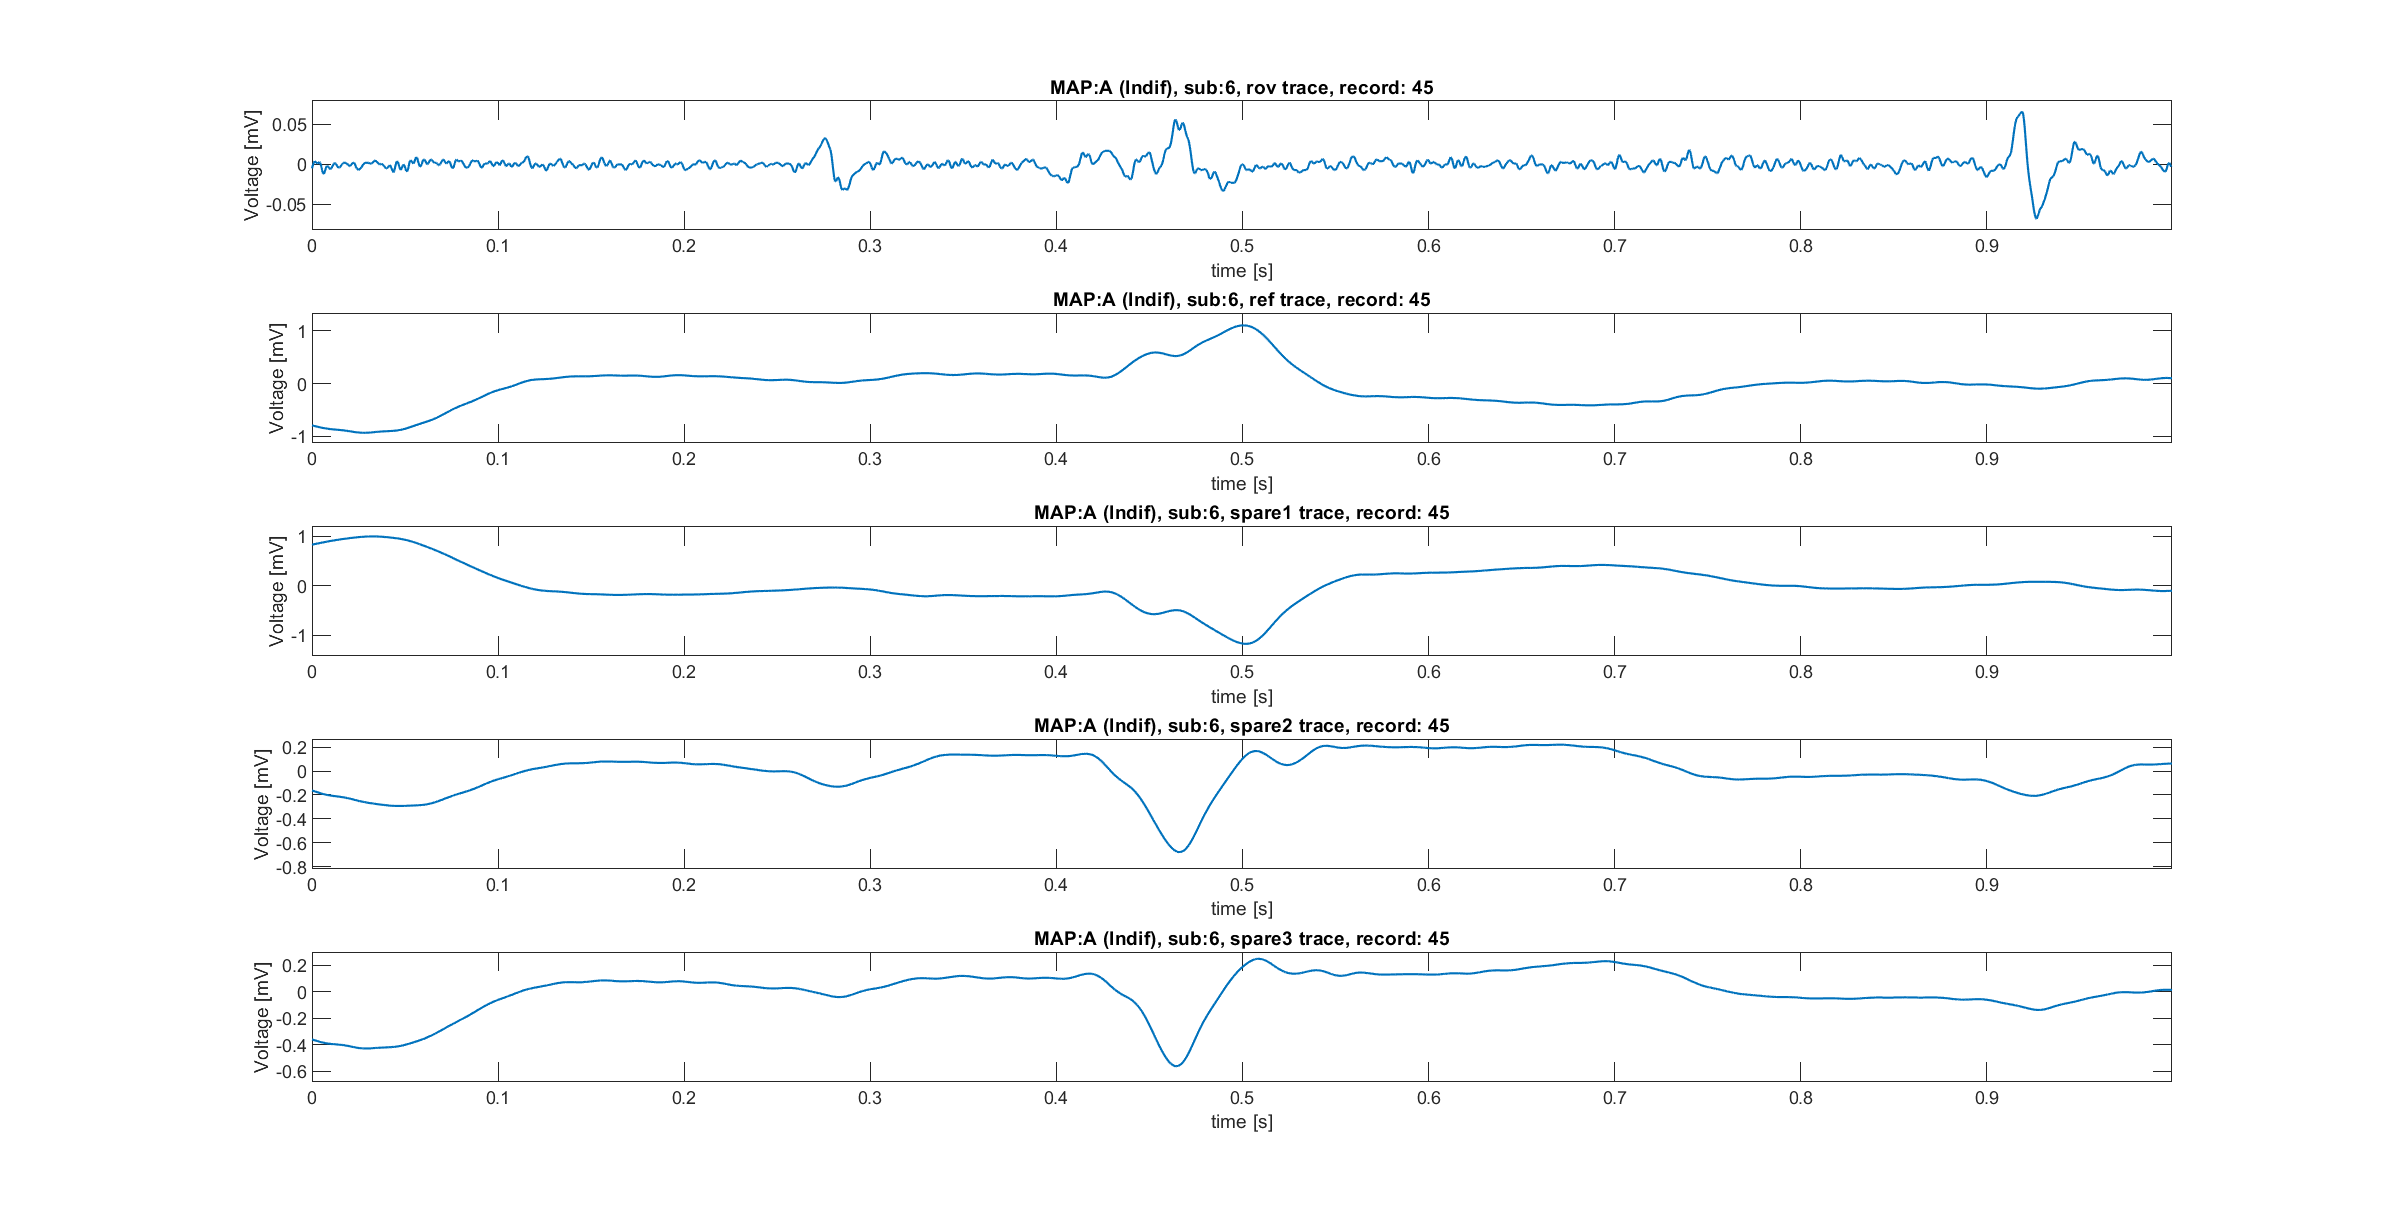 MAP:A (Indif), sub:6, rov trace, record: 45
Voltage [mV]
0.05
0
-0.05
0 0.1 0.2 0.3 0.4 0.5 0.6 0.7 0.8 0.9
time [s]
MAP:A (Indif), sub:6, ref trace, record: 45
Voltage [mV]
1
0
-1
0 0.1 0.2 0.3 0.4 0.5 0.6 0.7 0.8 0.9
time [s]
MAP:A (Indif), sub:6, spare1 trace, record: 45
Voltage [mV]
1
0
-1
0 0.1 0.2 0.3 0.4 0.5 0.6 0.7 0.8 0.9
time [s]
MAP:A (Indif), sub:6, spare2 trace, record: 45
Voltage [mV]
0.2
0
-0.2
-0.4
-0.6
-0.8
0 0.1 0.2 0.3 0.4 0.5 0.6 0.7 0.8 0.9
time [s]
MAP:A (Indif), sub:6, spare3 trace, record: 45
Voltage [mV]
0.2
0
-0.2
-0.4
-0.6
0 0.1 0.2 0.3 0.4 0.5 0.6 0.7 0.8 0.9
time [s]